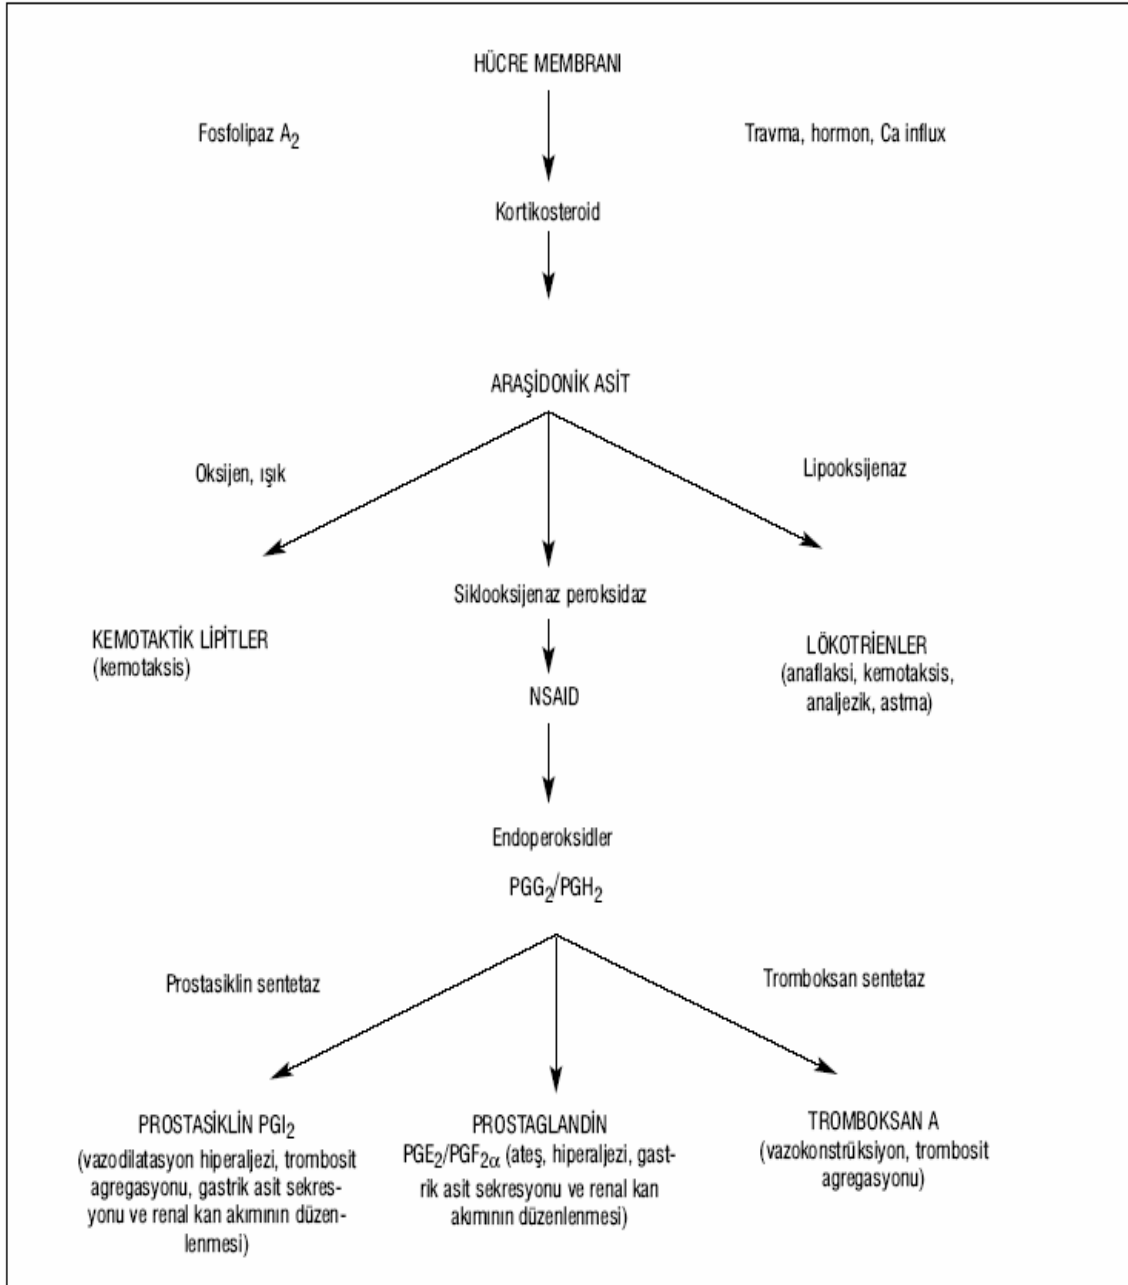 HÜCRE MEMBRANI
Fosfolipaz A2
Travma, hormon, Ca influx
Kortikosteroid
ARAŞİDONİK ASİT
Oksijen, ışık
Lipooksijenaz
Siklooksijenaz peroksidaz
KEMOTAKTİK LİPİTLER
(kemotaksis)
LÖKOTRİENLER
(anaflaksi, kemotaksis,
analjezik, astma)
NSAID
Endoperoksidler
PGG2/PGH2
Prostasiklin sentetaz
Tromboksan sentetaz
PROSTASİKLİN PGI2
(vazodilatasyon hiperaljezi, trombosit
agregasyonu, gastrik asit sekres-
yonu ve renal kan akımının düzen-
lenmesi)
PROSTAGLANDİN
PGE2/PGF2α (ateş, hiperaljezi, gast-
rik asit sekresyonu ve renal kan
akımının düzenlenmesi)
TROMBOKSAN A
(vazokonstrüksiyon, trombosit
agregasyonu)